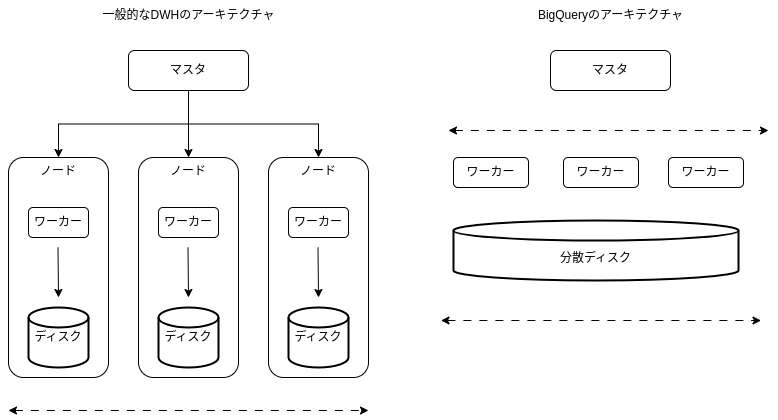 一般的なDWHのアーキテクチャ
マスタ
ノード
ノード
ノード
ワーカー
ワーカー
ワーカー
ディスク
ディスク
ディスク
BigQueryのアーキテクチャ
マスタ
ワーカー
ワーカー
ワーカー
分散ディスク